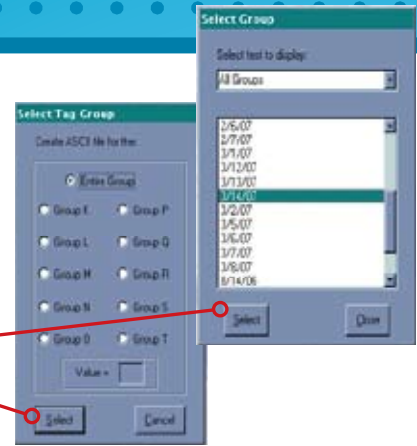 Select Group
Select test to display:
All Groups
2/6/07
2/7/07
3/1/07
3/12/07
3/13/07
3/14/07
3/2/07
3/5/07
3/6/07
3/7/07
3/8/07
8/14/06
Select
Close
Select Tag Group
Create ASCII file for the:
Entire Group
Group K Group P
Group L Group Q
Group M Group R
Group N Group S
Group O Group T
Value =
Select
Cancel